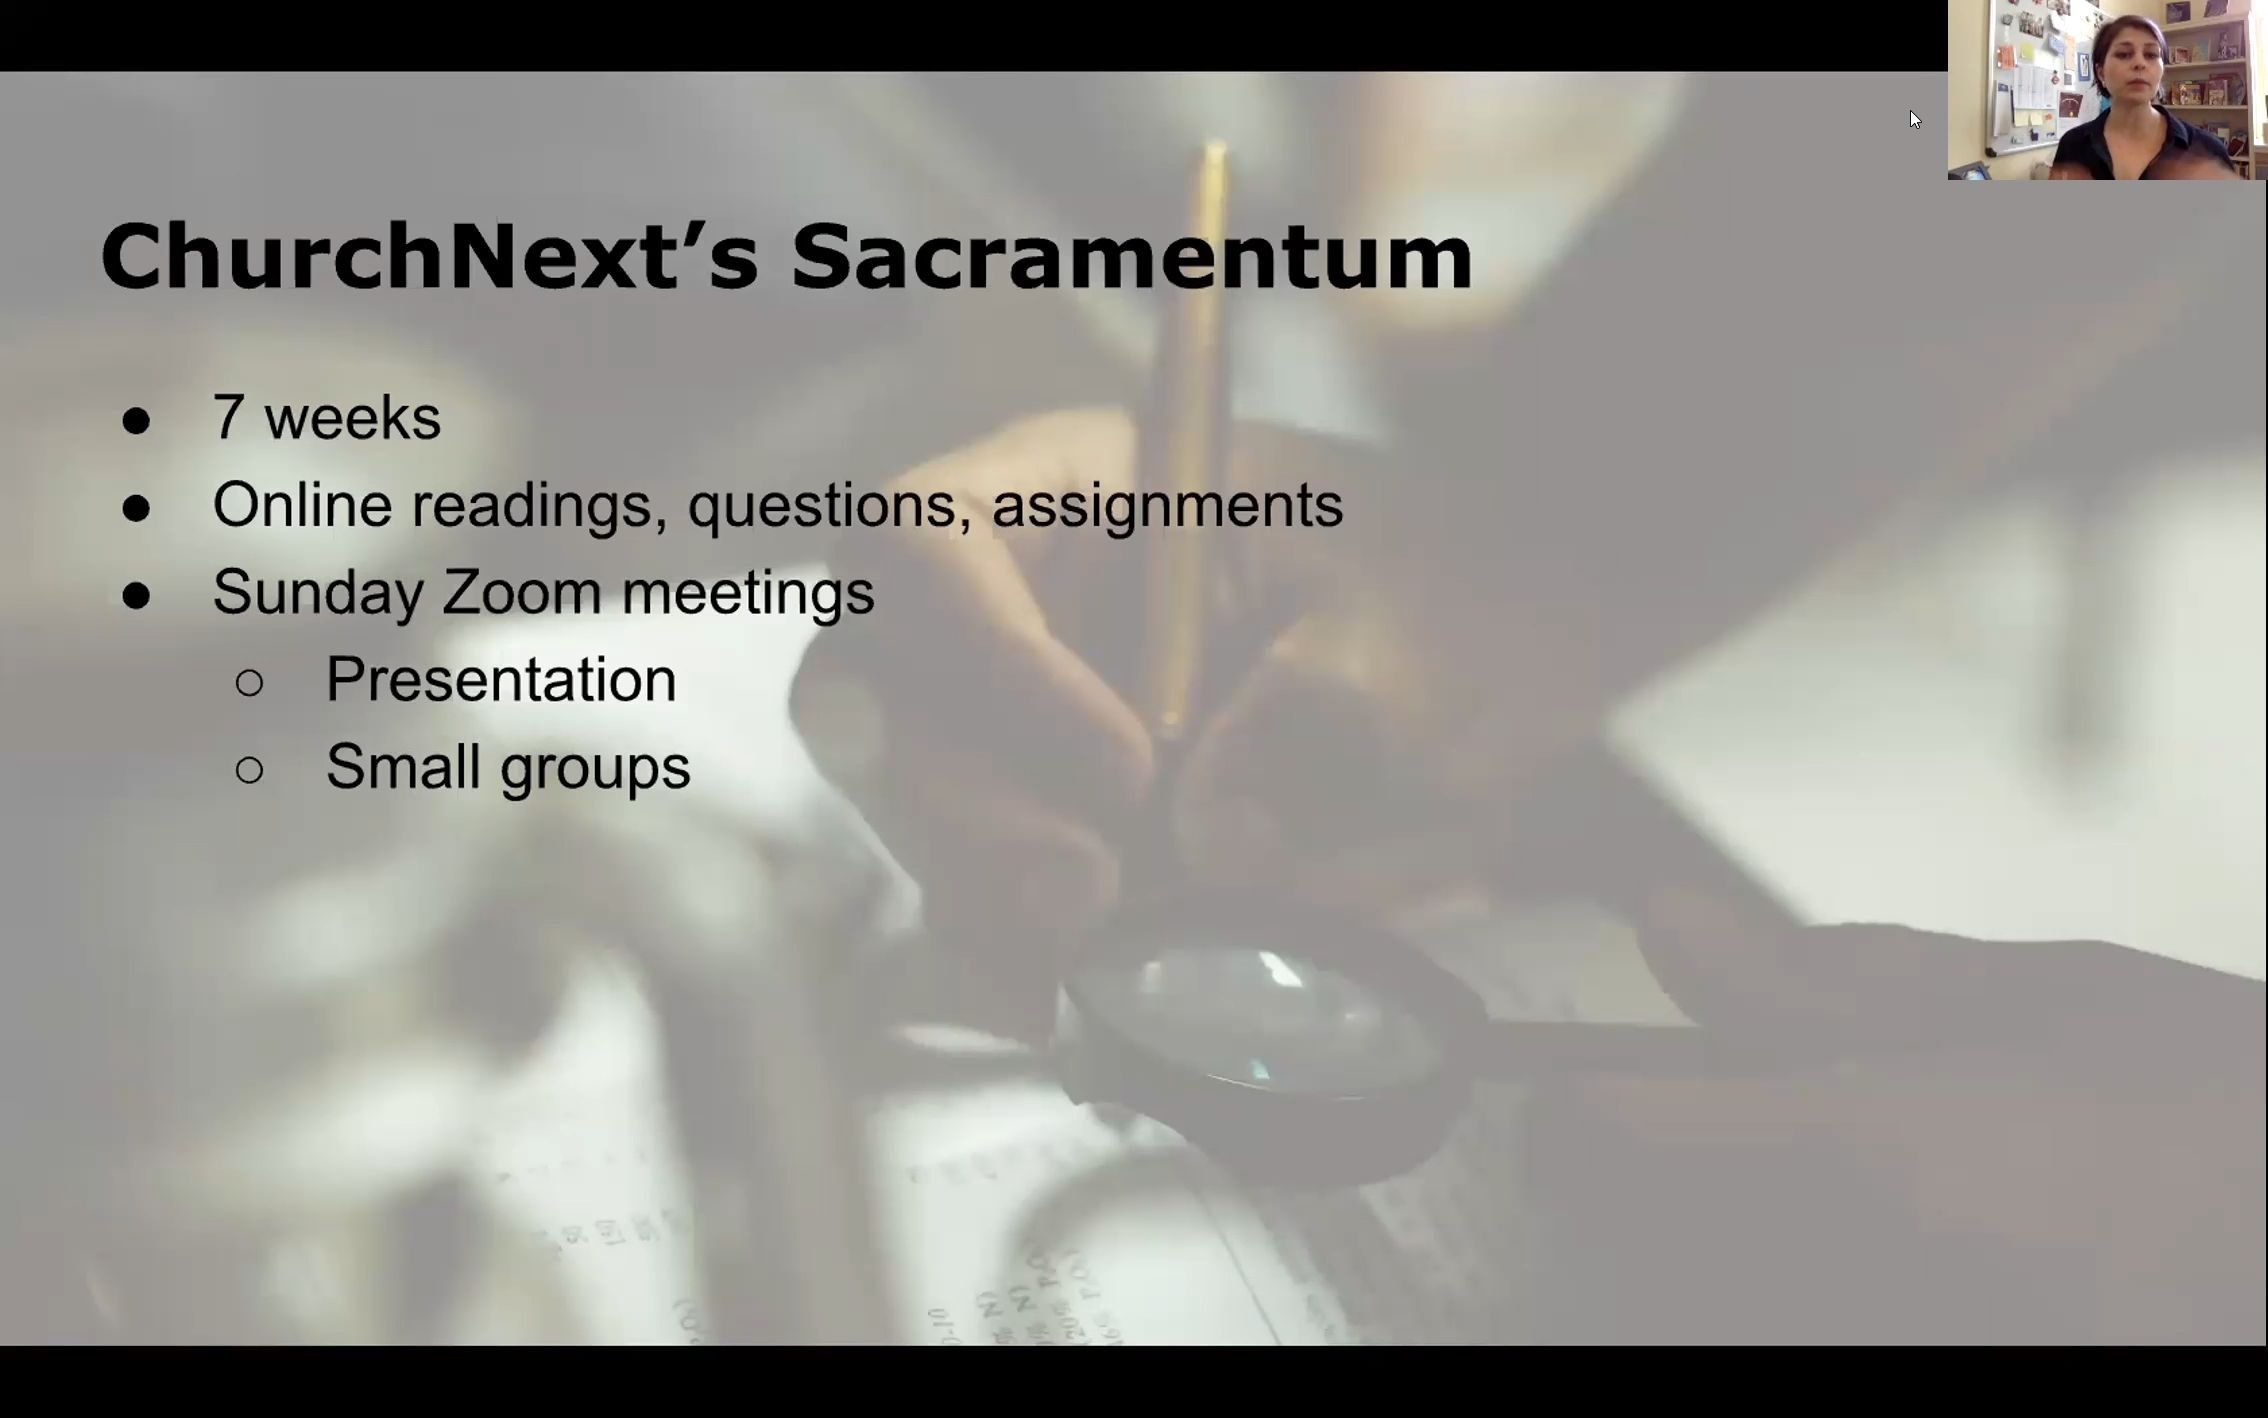 ChurchNext’s Sacramentum
● 7 weeks
● Online readings, questions, assignments
● Sunday Zoom meetings
○ Presentation
○ Small groups